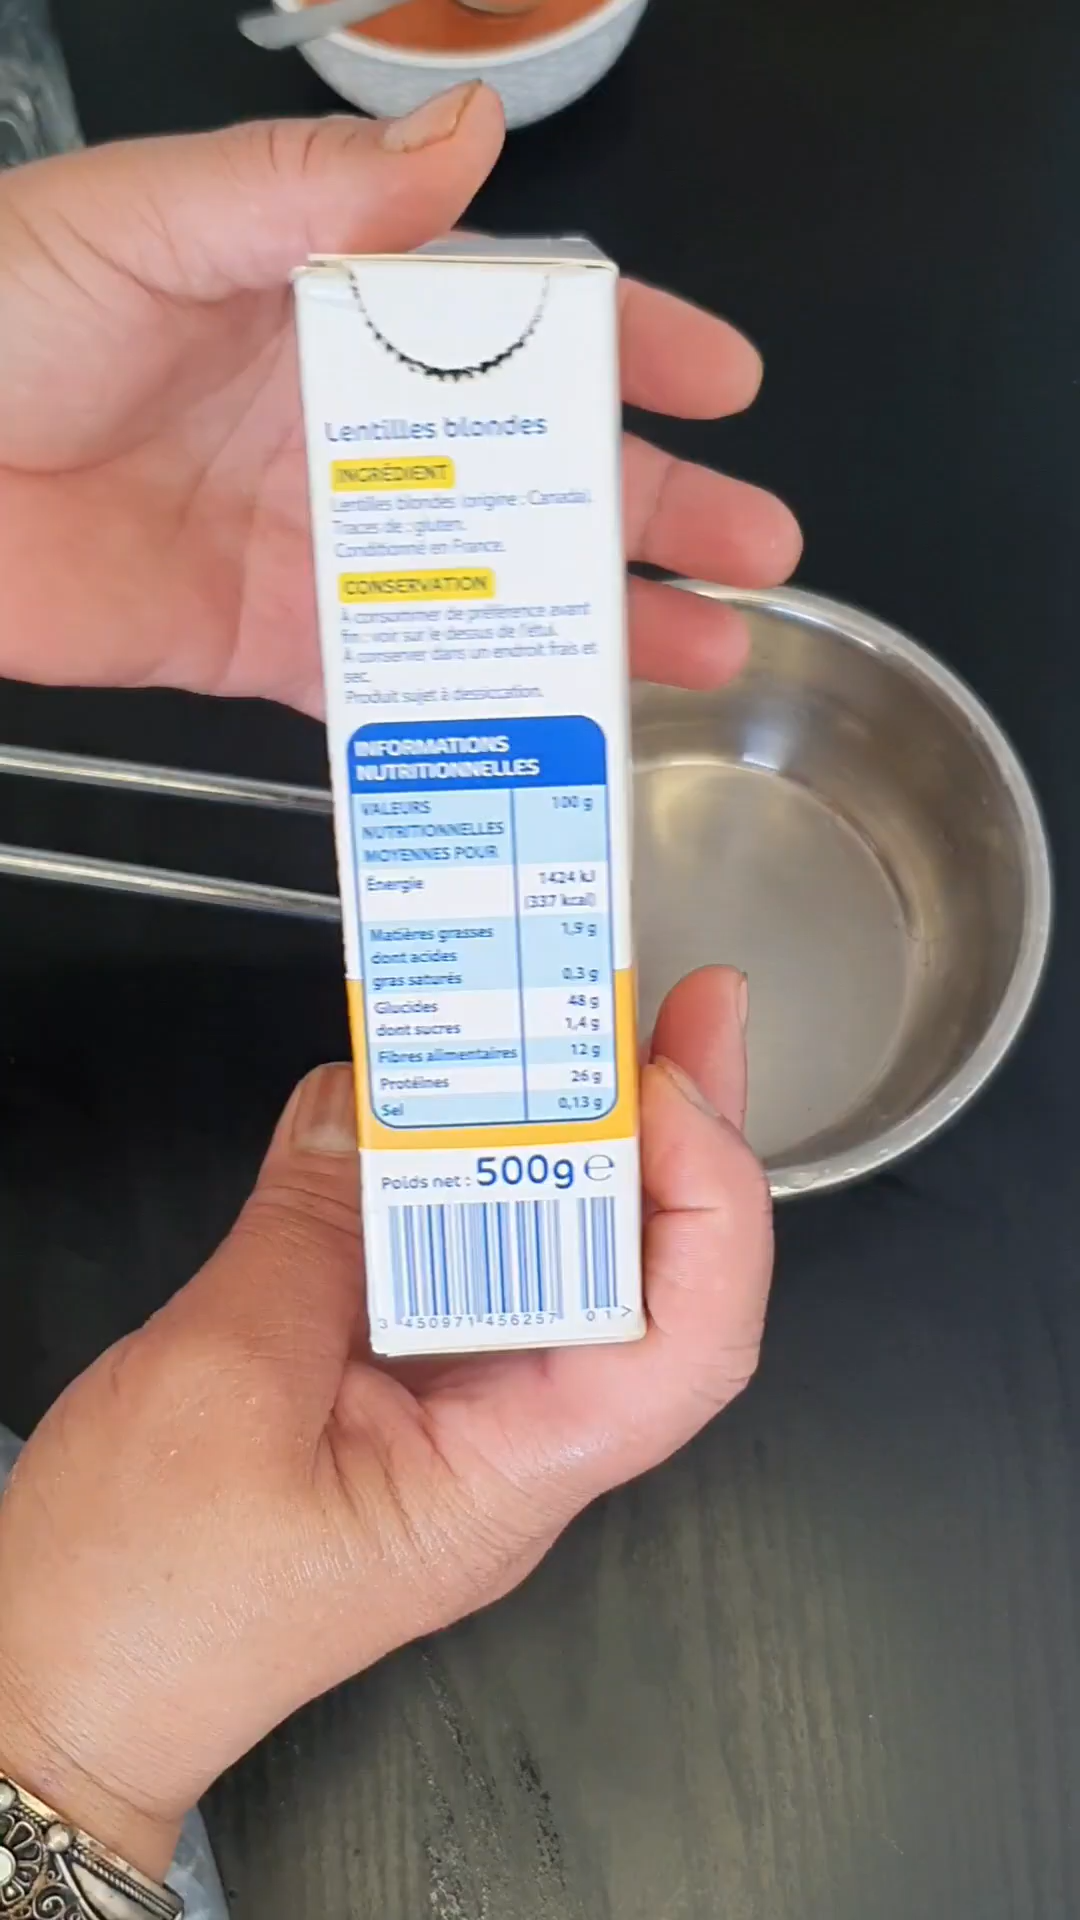 Lentilles blondes
INGRÉDIENT
Lentilles blondes (origine : Canada).
Traces de : gluten.
Conditionné en France.
CONSERVATION
À consommer de préférence avant
fin : voir sur le dessus de l'étui.
À conserver dans un endroit frais et
sec.
Produit sujet à dessiccation.
INFORMATIONS
NUTRITIONNELLES
VALEURS 100 g
NUTRITIONNELLES
MOYENNES POUR
Énergie 1424 kJ
(337 kcal)
Matières grasses 1,9 g
dont acides
gras saturés 0,3 g
Glucides 48 g
dont sucres 1,4 g
Fibres alimentaires 12 g
Protéines 26 g
Sel 0,13 g
Poids net : 500g ℮
3 450971 456257 01 >